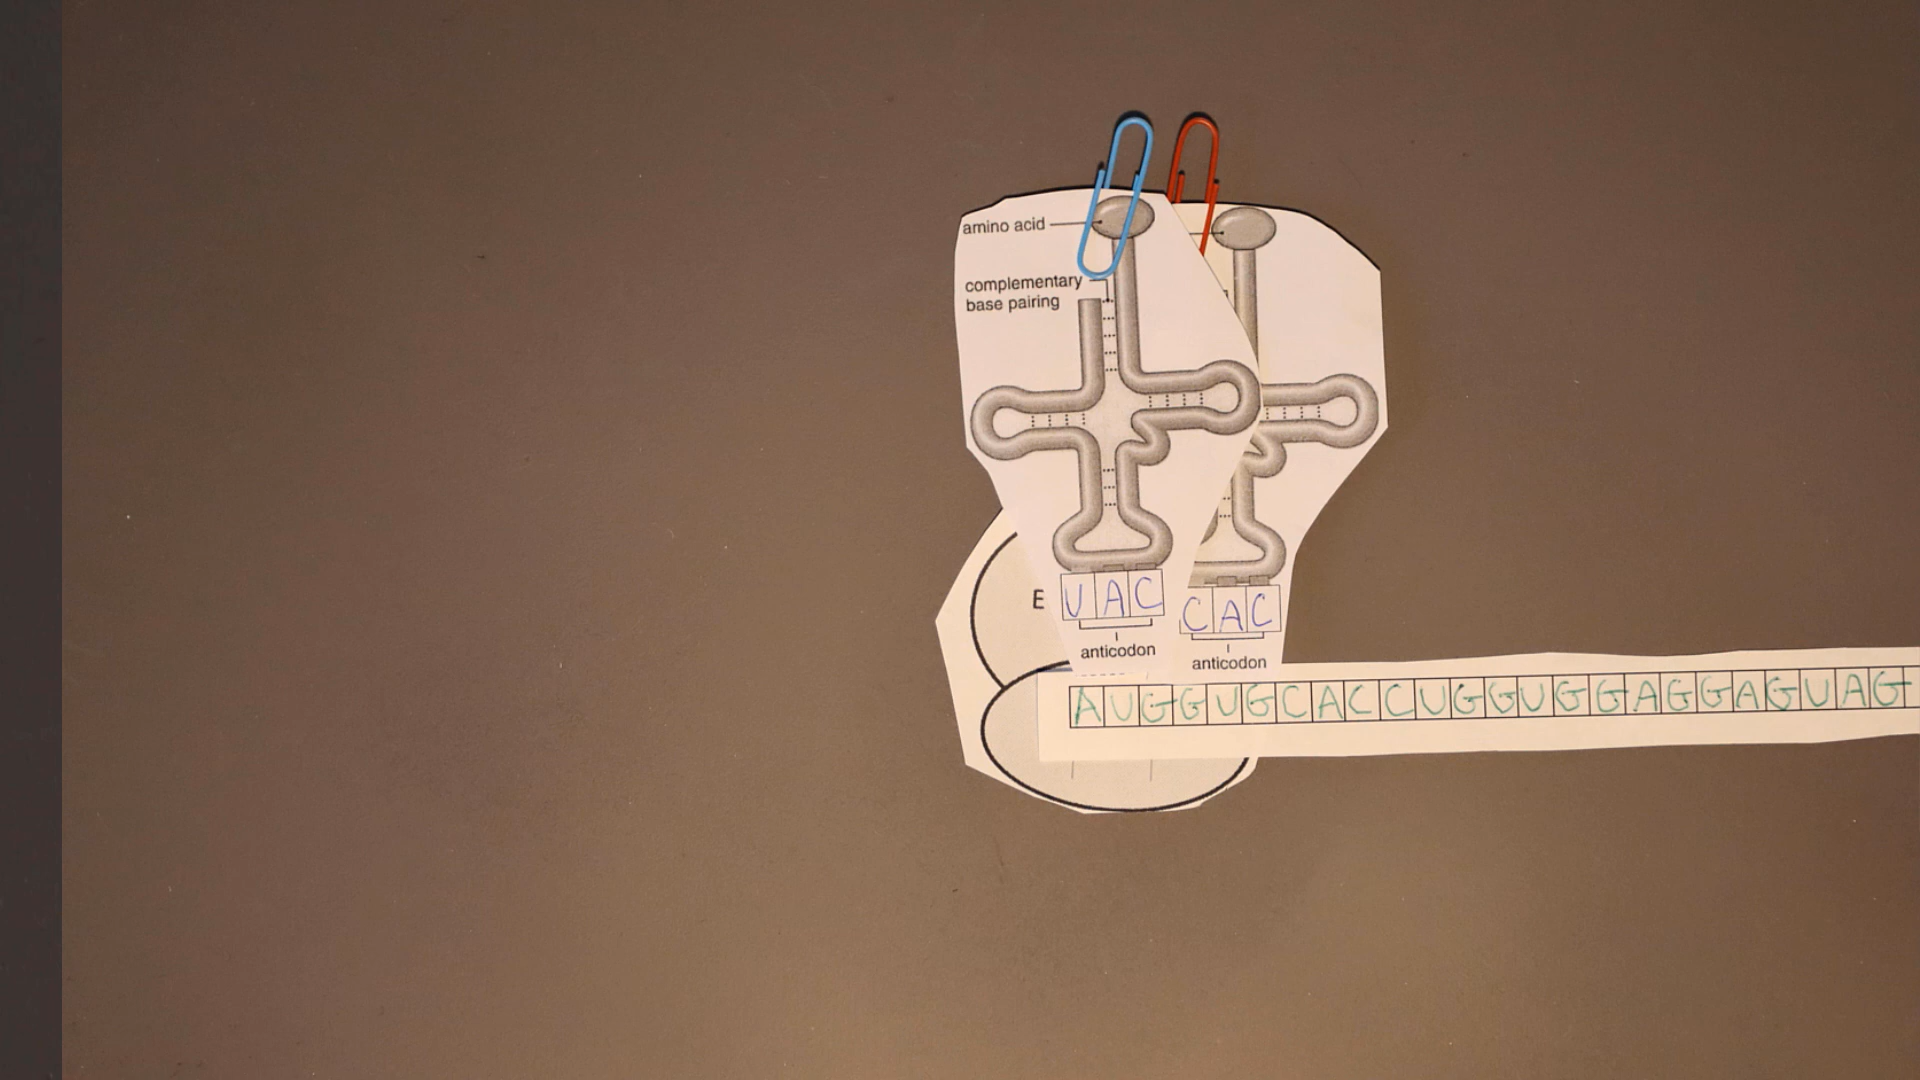 amino acid
complementary
base pairing
E
UAC
CAC
anticodon
anticodon
AUGGUGCACCUGGUGGAGGAGUAG